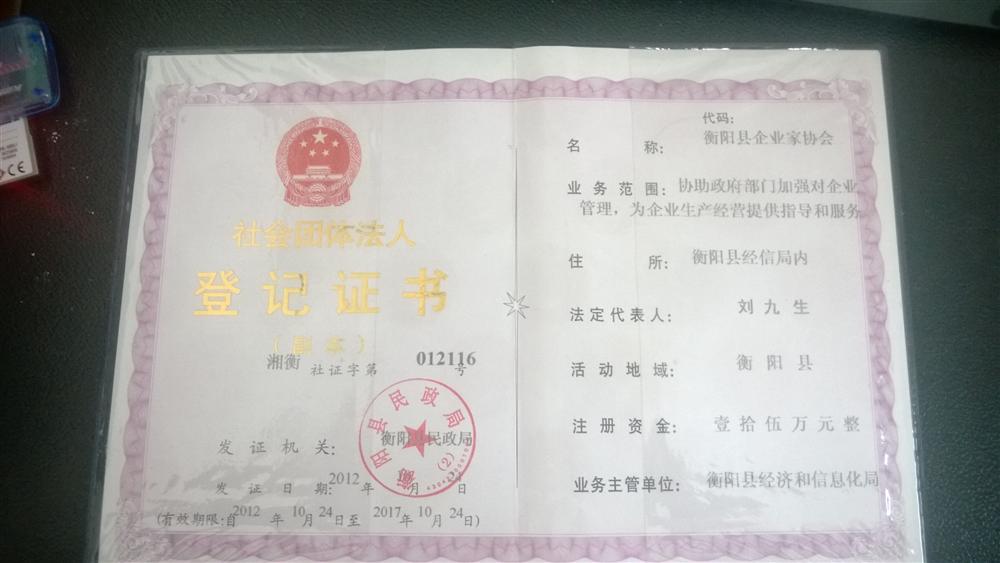 社会团体法人
登记证书
（副本）
湘衡 社证字第 012116 号
发证机关: 衡阳县民政局
发证日期: 2012 年 月 日
(有效期限:自 2012 年 10 月 24 日至 2017 年 10 月 24 日)
衡阳县民政局
(2)
代码:
名称: 衡阳县企业家协会
业务范围: 协助政府部门加强对企业
管理，为企业生产经营提供指导和服务
住所: 衡阳县经信局内
法定代表人: 刘九生
活动地域: 衡阳县
注册资金: 壹拾伍万元整
业务主管单位: 衡阳县经济和信息化局